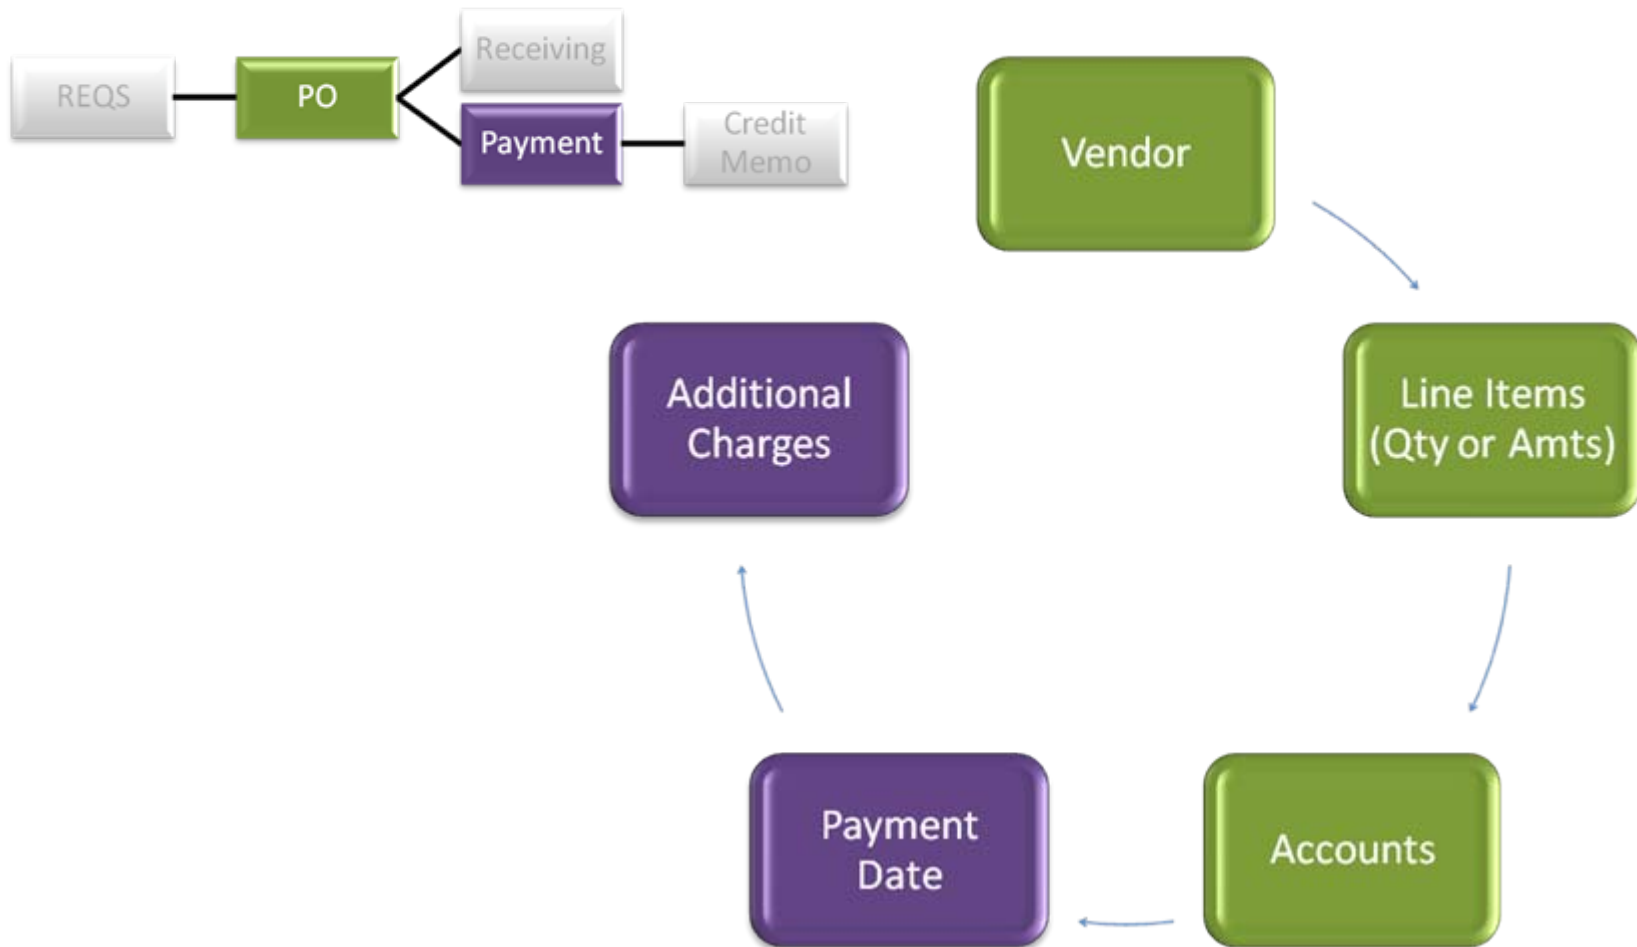 REQS
PO
Receiving
Payment
Credit
Memo
Vendor
Line Items
(Qty or Amts)
Accounts
Payment
Date
Additional
Charges